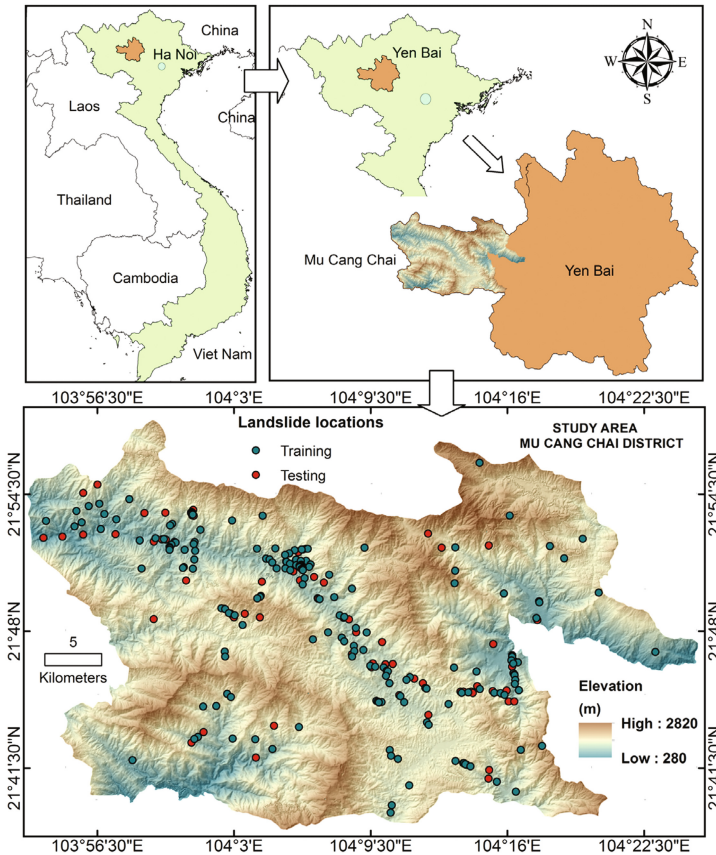 China
Ha Noi
Laos
China
Thailand
Cambodia
Viet Nam
Yen Bai
N
W
E
S
Mu Cang Chai
Yen Bai
103°56'30"E
104°3'E
104°9'30"E
104°16'E
104°22'30"E
Landslide locations
Training
Testing
STUDY AREA
MU CANG CHAI DISTRICT
21°54'30"N
21°48'N
21°41'30"N
21°54'30"N
21°48'N
21°41'30"N
5
Kilometers
Elevation
(m)
High : 2820
Low : 280
103°56'30"E
104°3'E
104°9'30"E
104°16'E
104°22'30"E